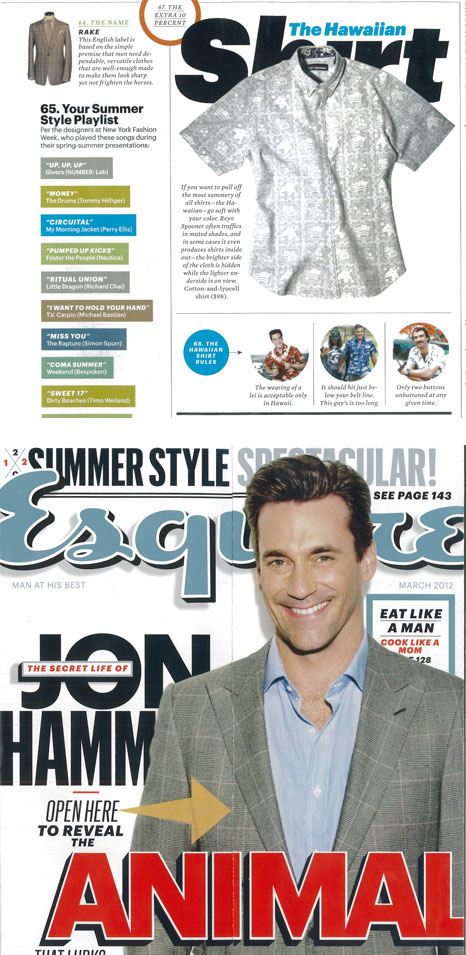 64. THE NAME
RAKE
This English label is
based on the simple
premise that men need de-
pendable, versatile clothes
that are well-enough made
to make them look sharp
yet not frighten the horses.
67. THE
EXTRA 10
PERCENT
The Hawaiian
Shirt
65. Your Summer
Style Playlist
Per the designers at New York Fashion
Week, who played these songs during
their spring-summer presentations:
"UP, UP, UP"
Givers (NUMBER: Lab)
"MONEY"
The Drums (Tommy Hilfiger)
"CIRCUITAL"
My Morning Jacket (Perry Ellis)
"PUMPED UP KICKS"
Foster the People (Nautica)
"RITUAL UNION"
Little Dragon (Richard Chai)
"I WANT TO HOLD YOUR HAND"
T.V. Carpio (Michael Bastian)
"MISS YOU"
The Rapture (Simon Spurr)
"COMA SUMMER"
Weekend (Bespoken)
"SWEET 17"
Dirty Beaches (Timo Weiland)
If you want to pull off
the most summery of
all shirts—the Ha-
waiian—go soft with
your color. Reyn
Spooner often traffics
in muted shades, and
in some cases it even
produces shirts inside
out—the brighter side
of the cloth is hidden
while the lighter un-
derside is on view.
Cotton-and-lyocell
shirt ($98).
68. THE
HAWAIIAN
SHIRT
RULES
The wearing of a
lei is acceptable only
in Hawaii.
It should hit just be-
low your belt line.
This guy's is too long.
Only two buttons
unbuttoned at any
given time.
SUMMER STYLE SPECTACULAR!
SEE PAGE 143
Esquire
MAN AT HIS BEST
MARCH 2012
EAT LIKE
A MAN
COOK LIKE A
MOM
128
THE SECRET LIFE OF
JON
HAMM
OPEN HERE
TO REVEAL
THE
ANIMAL
THAT LURKS